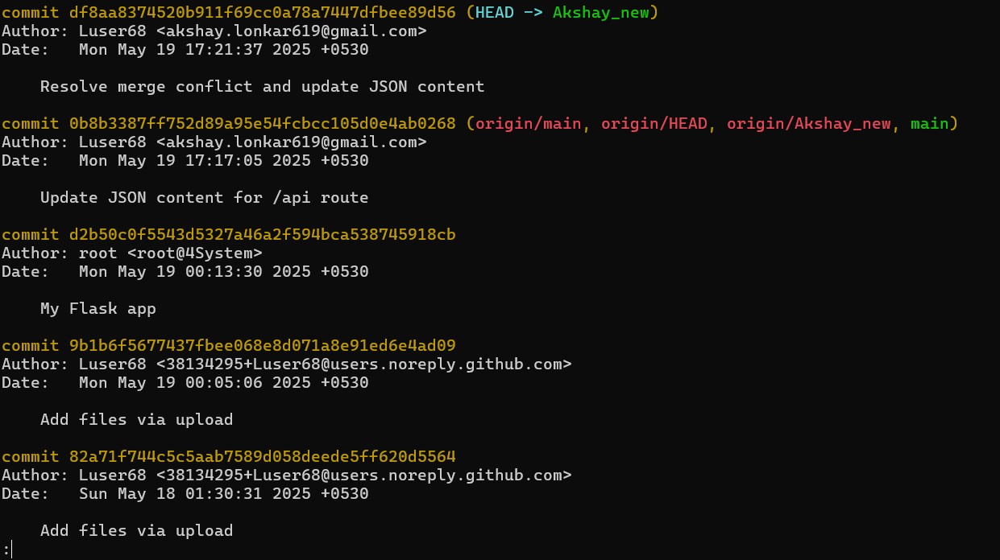 commit df8aa8374520b911f69cc0a78a7447dfbee89d56 (HEAD -> Akshay_new)
Author: Luser68 <akshay.lonkar619@gmail.com>
Date:   Mon May 19 17:21:37 2025 +0530
    Resolve merge conflict and update JSON content
commit 0b8b3387ff752d89a95e54fcbcc105d0e4ab0268 (origin/main, origin/HEAD, origin/Akshay_new, main)
Author: Luser68 <akshay.lonkar619@gmail.com>
Date:   Mon May 19 17:17:05 2025 +0530
    Update JSON content for /api route
commit d2b50c0f5543d5327a46a2f594bca538745918cb
Author: root <root@4System>
Date:   Mon May 19 00:13:30 2025 +0530
    My Flask app
commit 9b1b6f5677437fbee068e8d071a8e91ed6e4ad09
Author: Luser68 <38134295+Luser68@users.noreply.github.com>
Date:   Mon May 19 00:05:06 2025 +0530
    Add files via upload
commit 82a71f744c5c5aab7589d058deede5ff620d5564
Author: Luser68 <38134295+Luser68@users.noreply.github.com>
Date:   Sun May 18 01:30:31 2025 +0530
    Add files via upload
: